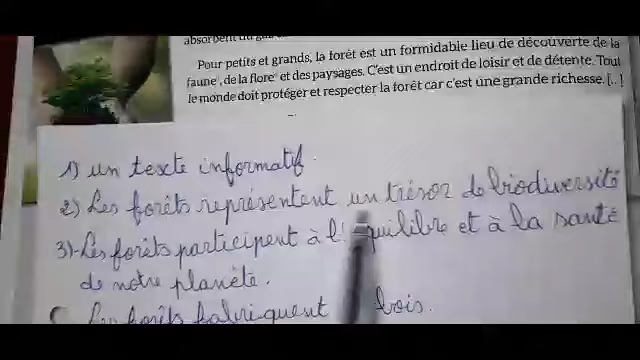 absorbent du
Pour petits et grands, la forêt est un formidable lieu de découverte de la
faune, de la flore et des paysages. C'est un endroit de loisir et de détente. Tout
le monde doit protéger et respecter la forêt car c'est une grande richesse. [..]
1) un texte informatif.
2) Les forêts représentent un trésor de biodiversité
3)-Les forêts participent à l' quilibre et à la santé
de notre planète.
Les forêts fabriquent bois.